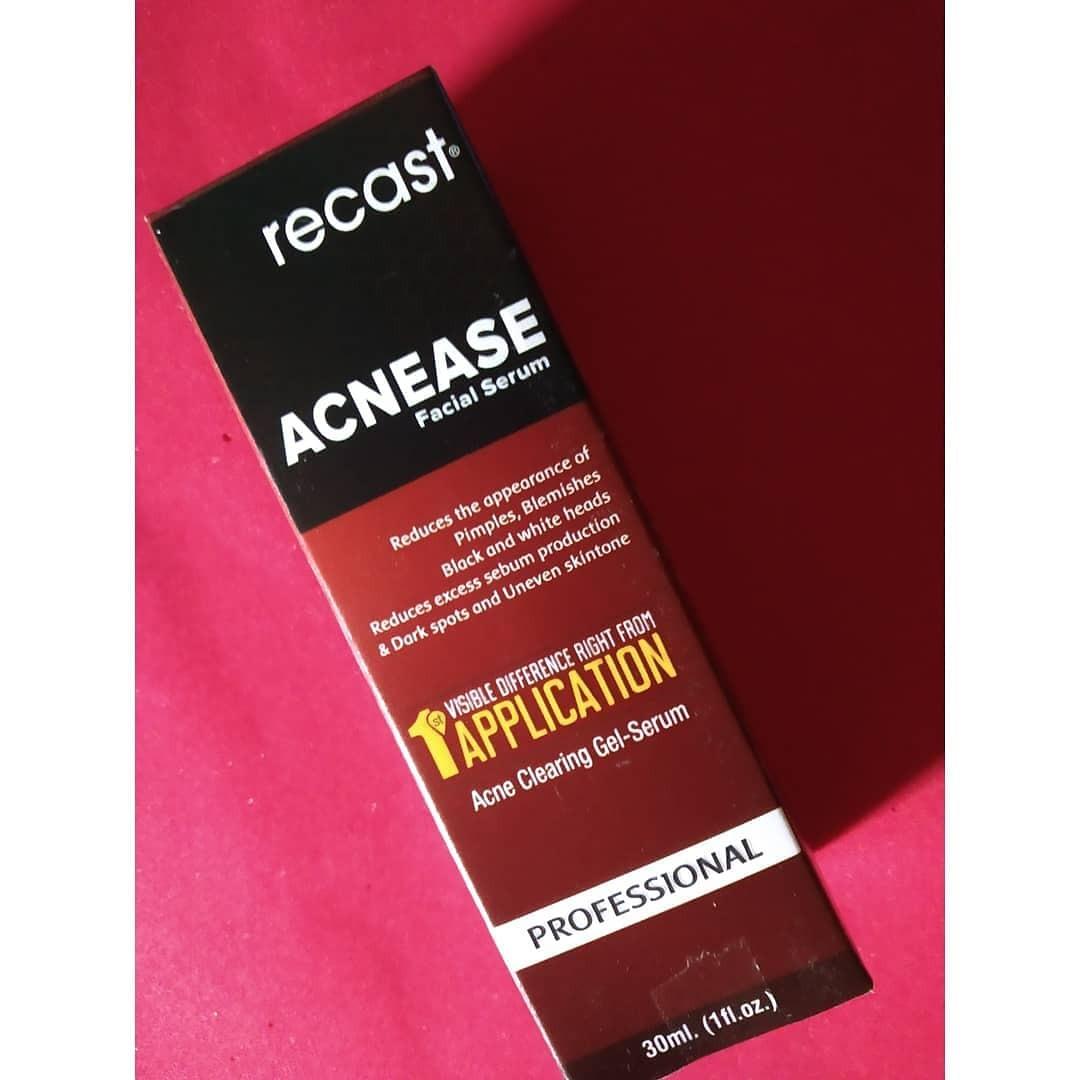 recast®
ACNEASE
Facial Serum
Reduces the appearance of
Pimples, Blemishes
Black and white heads
Reduces excess sebum production
& Dark spots and Uneven skintone
VISIBLE DIFFERENCE RIGHT FROM
1st APPLICATION
Acne Clearing Gel-Serum
PROFESSIONAL
30ml. (1fl.oz.)